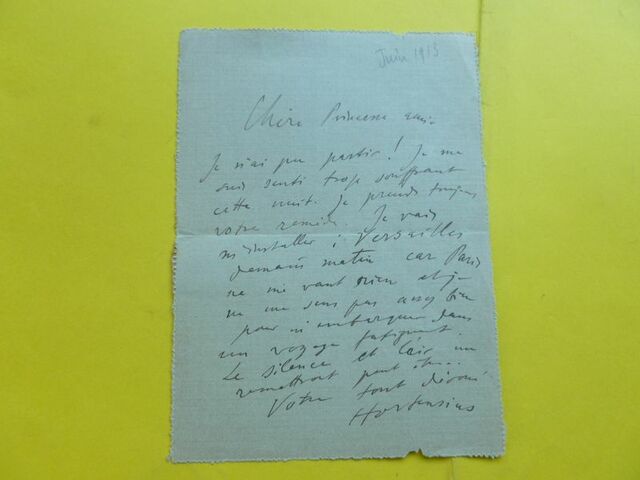 Juin 1913
Chère Princesse amie
Je n'ai pu partir ! Je me
suis senti trop souffrant
cette nuit. Je prends toujours
votre remède. Je vais
m'installer à Versailles
demain matin car Paris
ne me vaut rien et je
ne me sens pas assez bien
pour m'embarquer dans
un voyage fatigant.
Le silence et l'air me
remettront peut être...
Votre tout dévoué
Hortensius